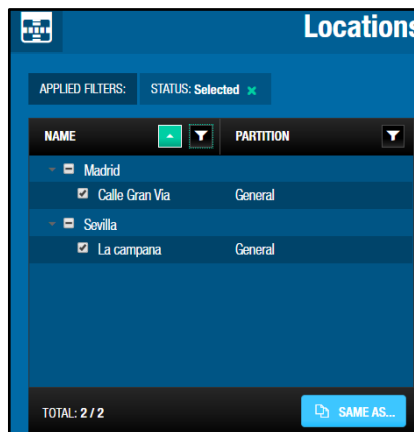 Locations
APPLIED FILTERS: STATUS: Selected ×
NAME PARTITION
Madrid
Calle Gran Via General
Sevilla
La campana General
TOTAL: 2 / 2 SAME AS...